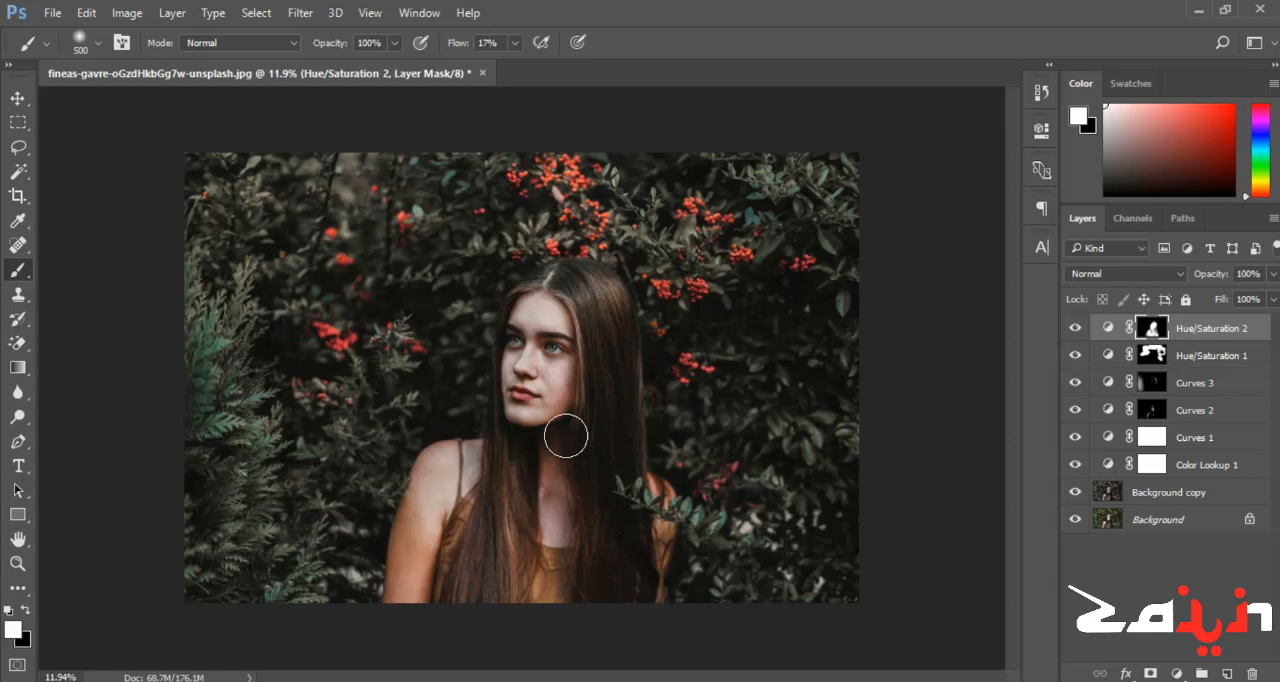 Ps File Edit Image Layer Type Select Filter 3D View Window Help
500 Mode: Normal Opacity: 100% Flow: 17%
fineas-gavre-oGzdHkbGg7w-unsplash.jpg @ 11.9% (Hue/Saturation 2, Layer Mask/8) * ×
Color Swatches
Layers Channels Paths
Kind
Normal Opacity: 100%
Lock: Fill: 100%
Hue/Saturation 2
Hue/Saturation 1
Curves 3
Curves 2
Curves 1
Color Lookup 1
Background copy
Background
11.94% Doc: 68.7M/176.1M